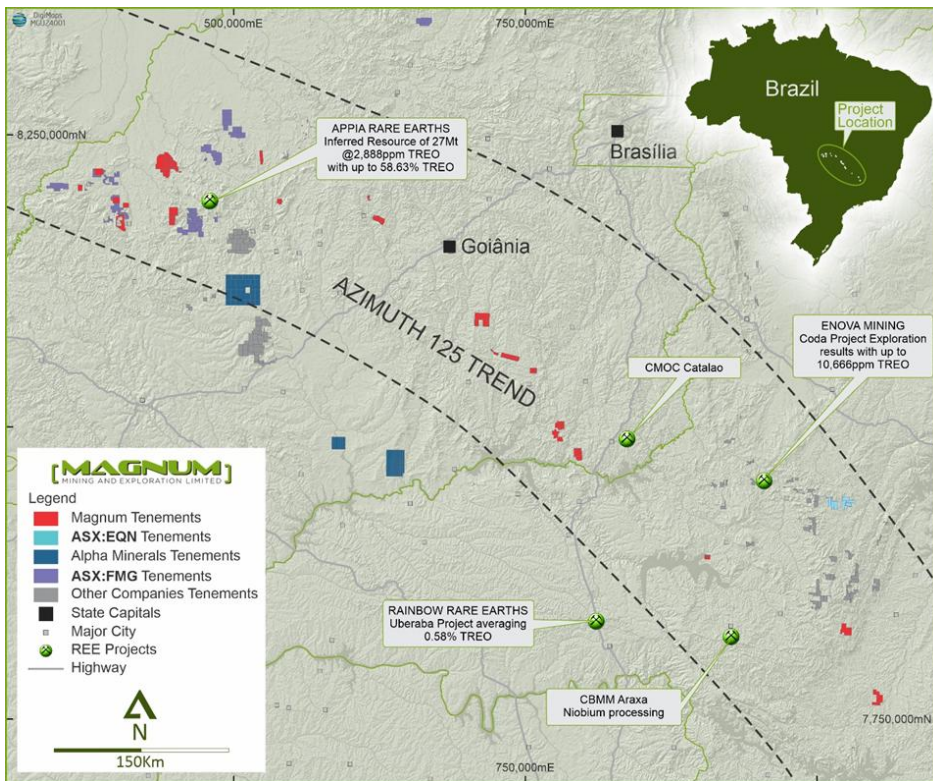 DigiMaps
MGU24001
500,000mE
750,000mE
8,250,000mN
APPIA RARE EARTHS
Inferred Resource of 27Mt
@2,888ppm TREO
with up to 58.63% TREO
Brasília
Brazil
Project
Location
Goiânia
AZIMUTH 125 TREND
ENOVA MINING
Coda Project Exploration
results with up to
10,666ppm TREO
CMOC Catalao
[MAGNUM]
MINING AND EXPLORATION LIMITED
Legend
Magnum Tenements
ASX:EQN Tenements
Alpha Minerals Tenements
ASX:FMG Tenements
Other Companies Tenements
State Capitals
Major City
REE Projects
Highway
N
150Km
RAINBOW RARE EARTHS
Uberaba Project averaging
0.58% TREO
CBMM Araxa
Niobium processing
7,750,000mN
750,000mE